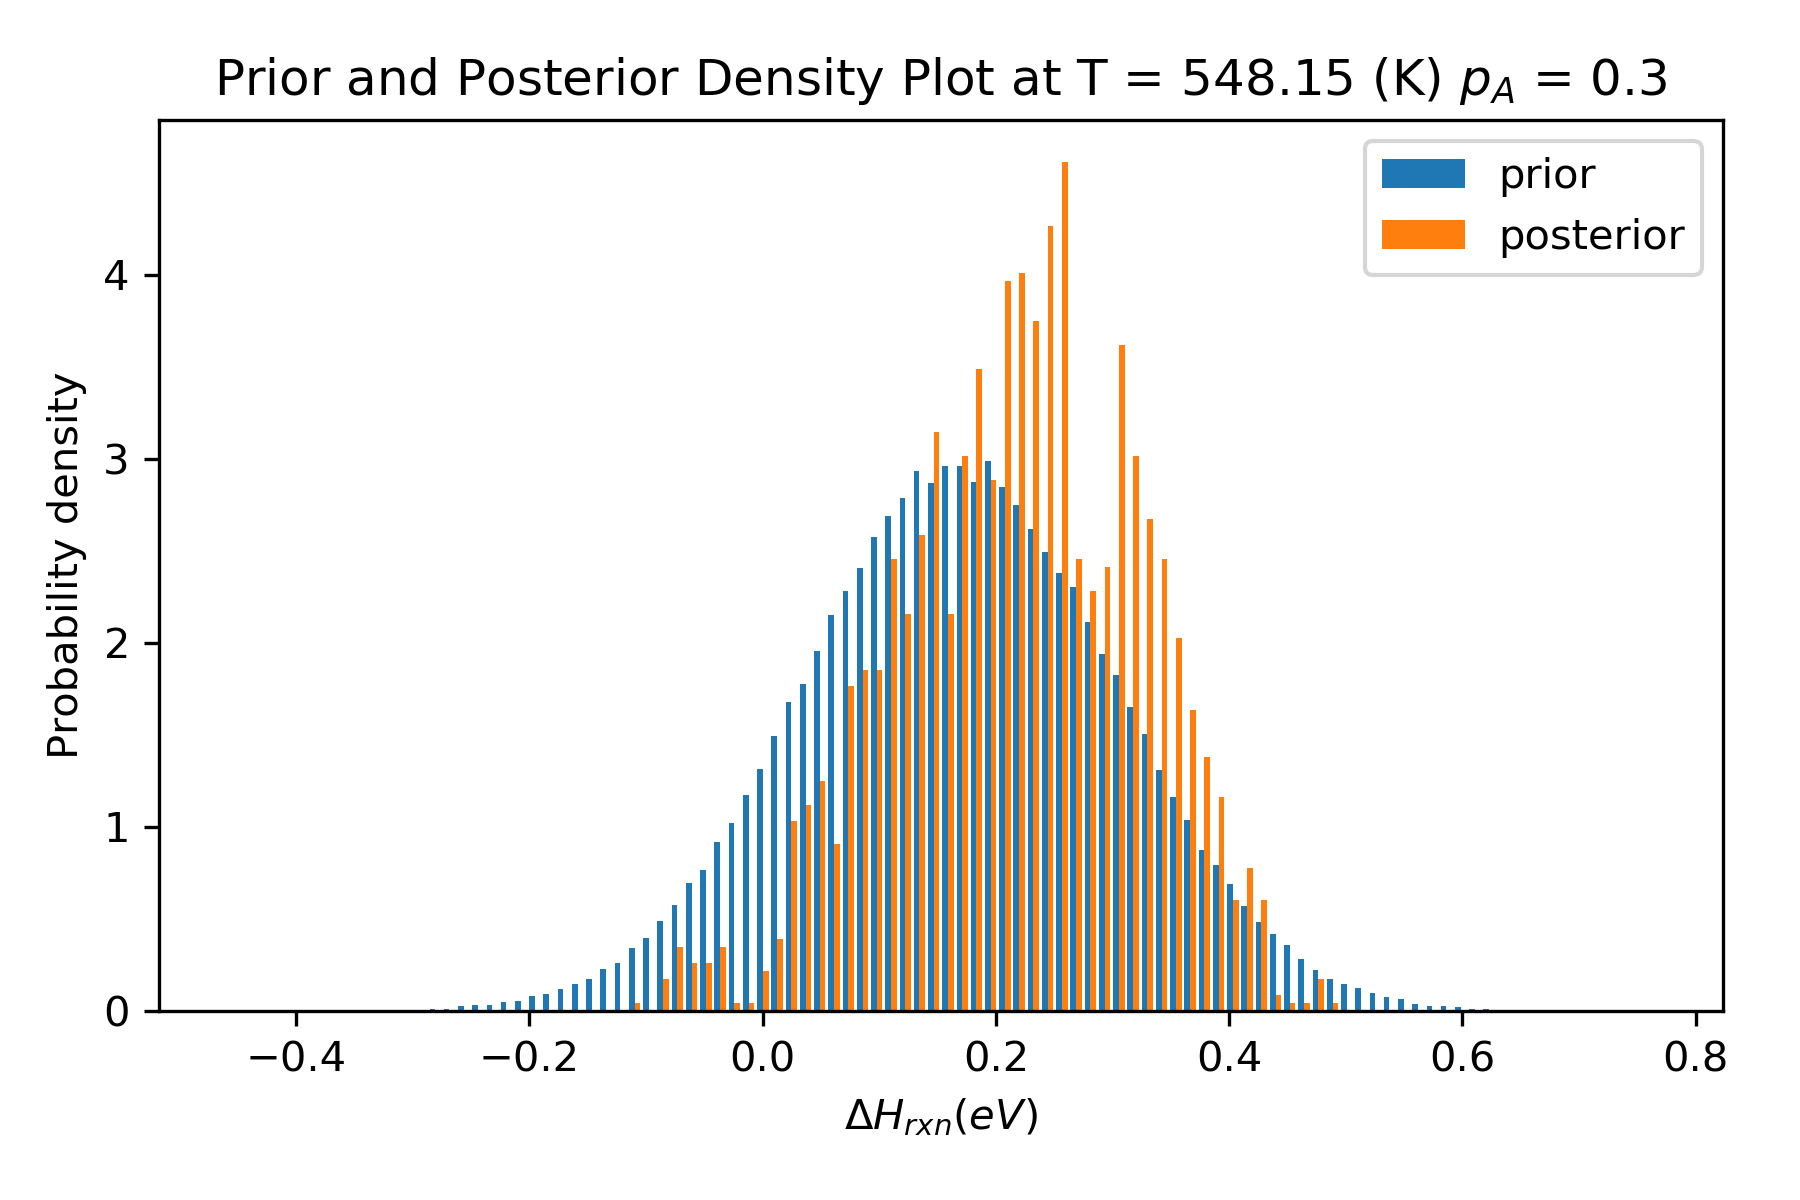 Prior and Posterior Density Plot at T = 548.15 (K) p_A = 0.3
prior
posterior
Probability density
4
3
2
1
0
−0.4 −0.2 0.0 0.2 0.4 0.6 0.8
ΔH_rxn(eV)